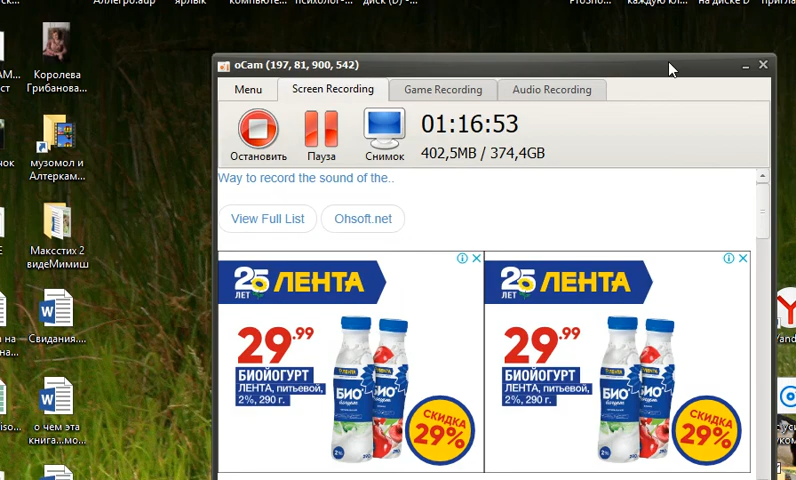 Аллегро.aup
ярлык
компьюте...
психолог-...
диск (D) -...
ProSho...
каждую кл...
на диске D
пригла
oCam (197, 81, 900, 542)
Menu
Screen Recording
Game Recording
Audio Recording
01:16:53
402,5MB / 374,4GB
Остановить
Пауза
Снимок
Way to record the sound of the..
View Full List
Ohsoft.net
25 ЛЕТ ЛЕНТА
29.99
БИОЙОГУРТ
ЛЕНТА, питьевой,
2%, 290 г.
БИО
СКИДКА
29%
25 ЛЕТ ЛЕНТА
29.99
БИОЙОГУРТ
ЛЕНТА, питьевой,
2%, 290 г.
БИО
СКИДКА
29%
Королева
Грибанова...
музомол и
Алтеркам...
Максстих 2
видеМимиш
Свидания....
о чем эта
книга...мо...